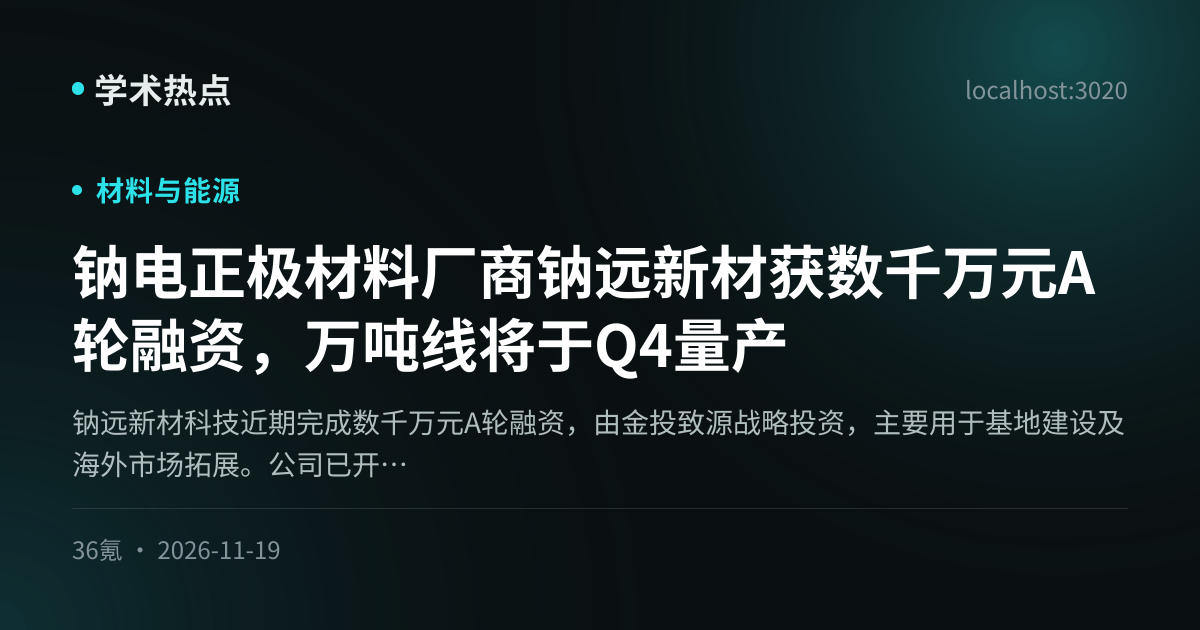 学术热点
localhost:3020
材料与能源
钠电正极材料厂商钠远新材获数千万元A
轮融资，万吨线将于Q4量产
钠远新材科技近期完成数千万元A轮融资，由金投致源战略投资，主要用于基地建设及
海外市场拓展。公司已开…
36氪 · 2026-11-19